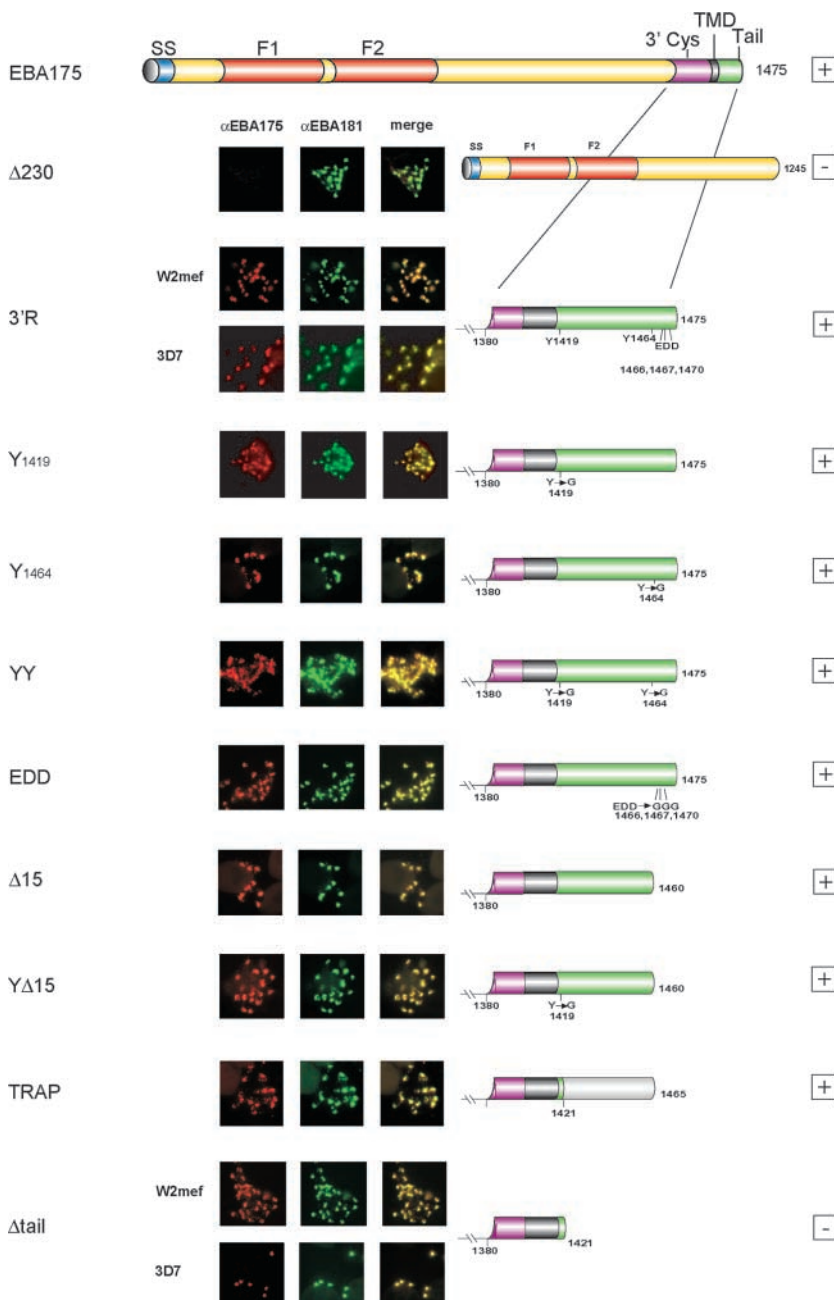 TMD
SS F1 F2 3' Cys Tail
EBA175 1475 +
αEBA175 αEBA181 merge
SS F1 F2
Δ230 1245 -
W2mef
3'R 1475 +
1380 Y1419 Y1464 EDD
3D7
1466,1467,1470
Y1419 1475 +
1380 Y→G
1419
Y1464 1475 +
1380 Y→G
1464
YY 1475 +
1380 Y→G Y→G
1419 1464
EDD 1475 +
1380 EDD→GGG
1466,1467,1470
Δ15 1460 +
1380
YΔ15 1460 +
1380 Y→G
1419
TRAP 1465 +
1421
W2mef
Δtail -
1380 1421
3D7